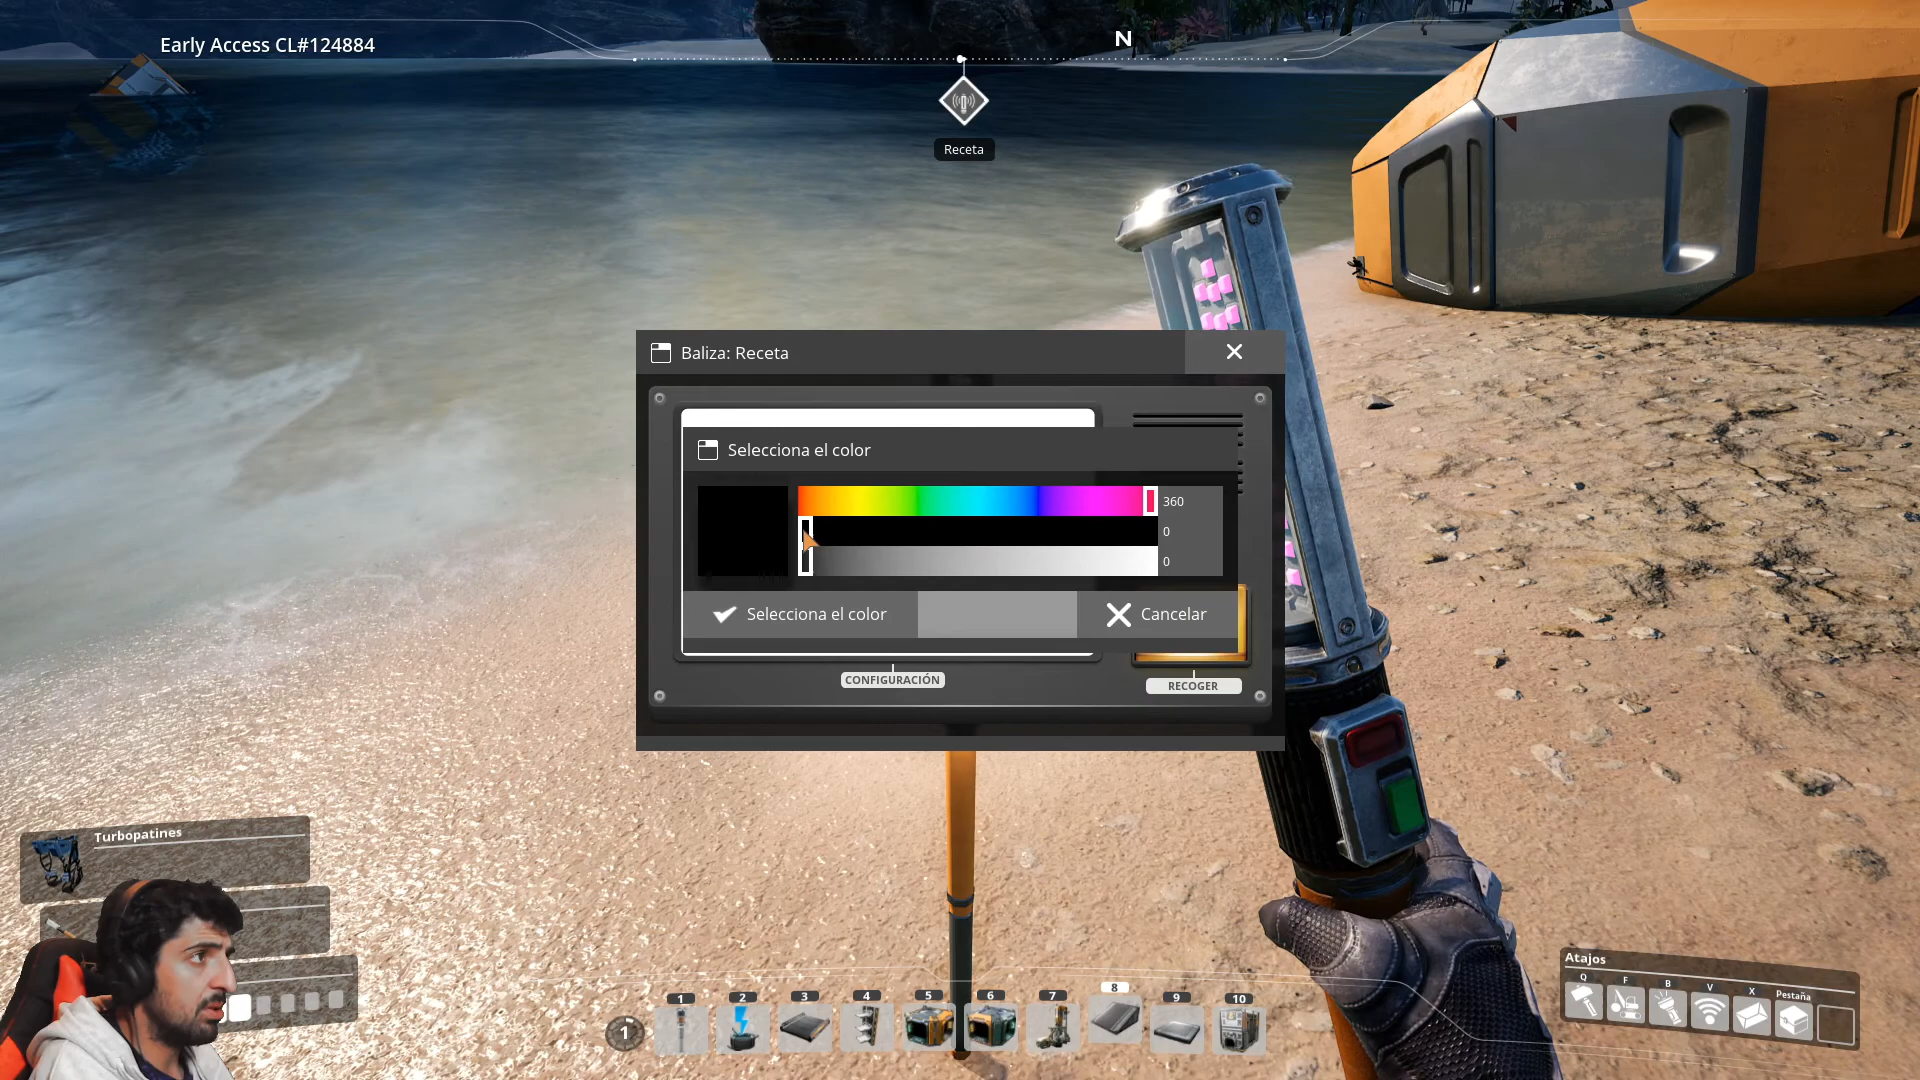 Early Access CL#124884
N
Receta
Baliza: Receta
Selecciona el color
360
0
0
Selecciona el color
Cancelar
CONFIGURACIÓN
RECOGER
Turbopatines
1
1
2
3
4
5
6
7
8
9
10
Atajos
Q
F
B
V
X
Pestaña